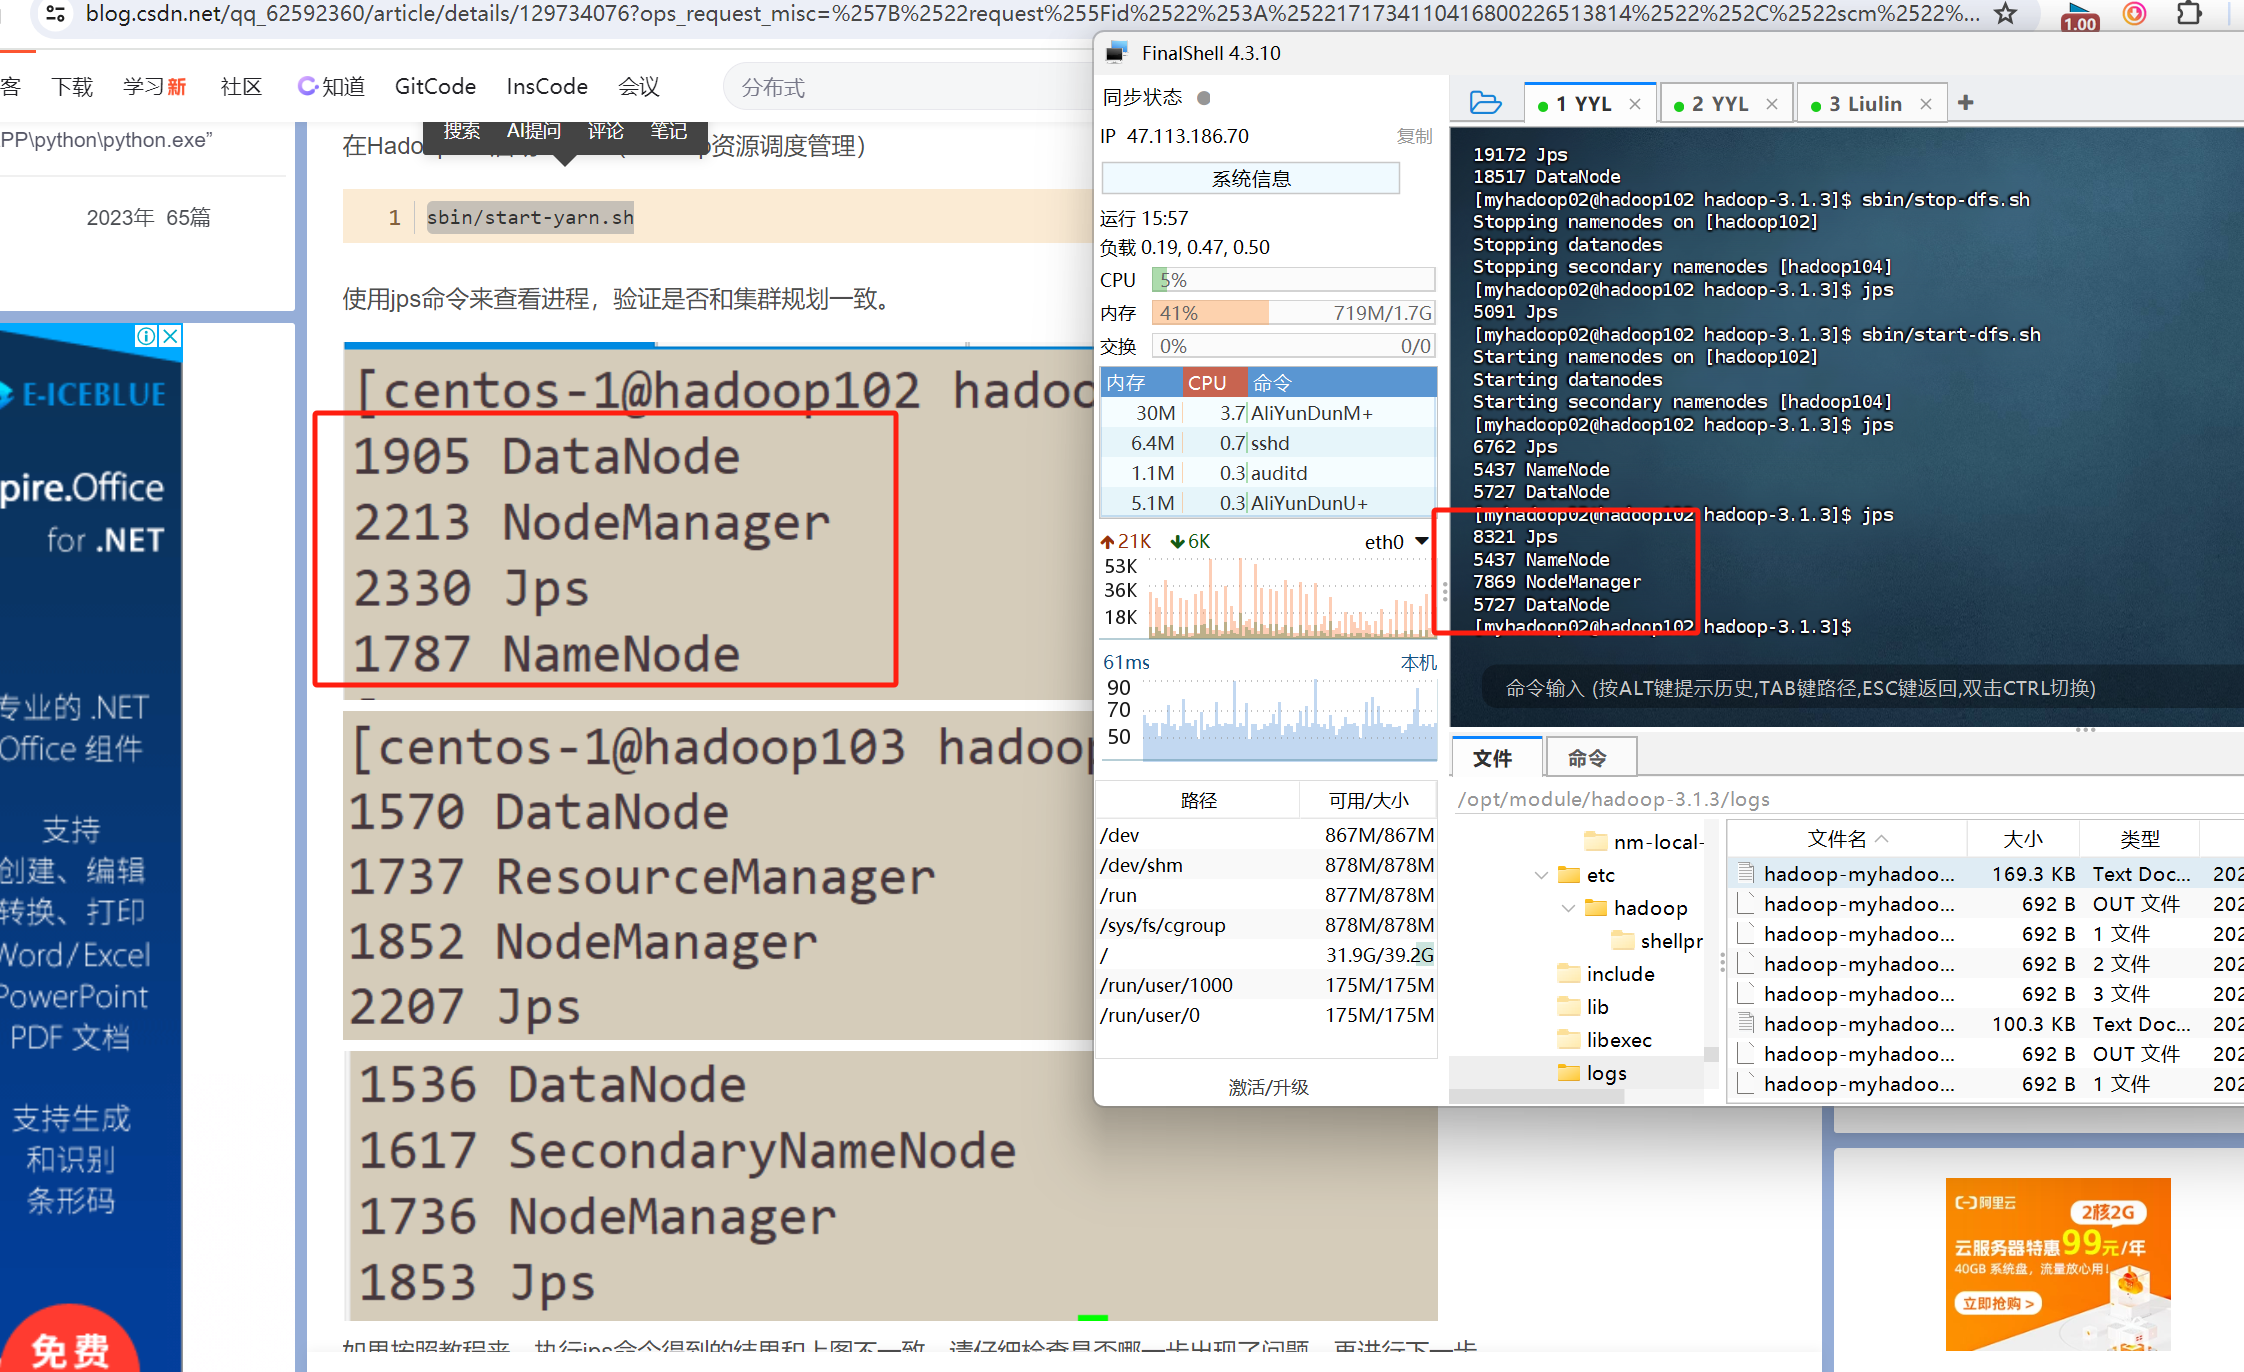 blog.csdn.net/qq_62592360/article/details/129734076?ops_request_misc=%257B%2522request%255Fid%2522%253A%2522171734110416800226513814%2522%252C%2522scm%2522%...
1.00
客 下载 学习新 社区 知道 GitCode InsCode 会议 分布式
PP\python\python.exe”
2023年 65篇
搜索 AI提问 评论 笔记
在Hado
p资源调度管理）
1 sbin/start-yarn.sh
使用jps命令来查看进程，验证是否和集群规划一致。
[centos-1@hadoop102 hadoo
1905 DataNode
2213 NodeManager
2330 Jps
1787 NameNode
[centos-1@hadoop103 hadoop
1570 DataNode
1737 ResourceManager
1852 NodeManager
2207 Jps
1536 DataNode
1617 SecondaryNameNode
1736 NodeManager
1853 Jps
如果按照教程来，执行jps命令得到的结果和上图不一致，请仔细检查是否哪一步出现了问题，再进行下一步
E-ICEBLUE
pire.Office
for .NET
专业的 .NET
Office 组件
支持
创建、编辑
转换、打印
Word/Excel
PowerPoint
PDF 文档
支持生成
和识别
条形码
免费
FinalShell 4.3.10
同步状态
IP 47.113.186.70 复制
系统信息
运行 15:57
负载 0.19, 0.47, 0.50
CPU 5%
内存 41% 719M/1.7G
交换 0% 0/0
内存 CPU 命令
30M 3.7 AliYunDunM+
6.4M 0.7 sshd
1.1M 0.3 auditd
5.1M 0.3 AliYunDunU+
21K 6K eth0
53K
36K
18K
61ms 本机
90
70
50
路径 可用/大小
/dev 867M/867M
/dev/shm 878M/878M
/run 877M/878M
/sys/fs/cgroup 878M/878M
/ 31.9G/39.2G
/run/user/1000 175M/175M
/run/user/0 175M/175M
激活/升级
1 YYL × 2 YYL × 3 Liulin × +
19172 Jps
18517 DataNode
[myhadoop02@hadoop102 hadoop-3.1.3]$ sbin/stop-dfs.sh
Stopping namenodes on [hadoop102]
Stopping datanodes
Stopping secondary namenodes [hadoop104]
[myhadoop02@hadoop102 hadoop-3.1.3]$ jps
5091 Jps
[myhadoop02@hadoop102 hadoop-3.1.3]$ sbin/start-dfs.sh
Starting namenodes on [hadoop102]
Starting datanodes
Starting secondary namenodes [hadoop104]
[myhadoop02@hadoop102 hadoop-3.1.3]$ jps
6762 Jps
5437 NameNode
5727 DataNode
[myhadoop02@hadoop102 hadoop-3.1.3]$ jps
8321 Jps
5437 NameNode
7869 NodeManager
5727 DataNode
[myhadoop02@hadoop102 hadoop-3.1.3]$
命令输入 (按ALT键提示历史,TAB键路径,ESC键返回,双击CTRL切换)
文件 命令
/opt/module/hadoop-3.1.3/logs
nm-local-
etc
hadoop
shellpr
include
lib
libexec
logs
文件名 大小 类型
hadoop-myhadoo... 169.3 KB Text Doc... 202
hadoop-myhadoo... 692 B OUT 文件 202
hadoop-myhadoo... 692 B 1 文件 202
hadoop-myhadoo... 692 B 2 文件 202
hadoop-myhadoo... 692 B 3 文件 202
hadoop-myhadoo... 100.3 KB Text Doc... 202
hadoop-myhadoo... 692 B OUT 文件 202
hadoop-myhadoo... 692 B 1 文件 202
阿里云
2核2G
云服务器特惠99元/年
40GB 系统盘，流量放心用！
立即抢购 >